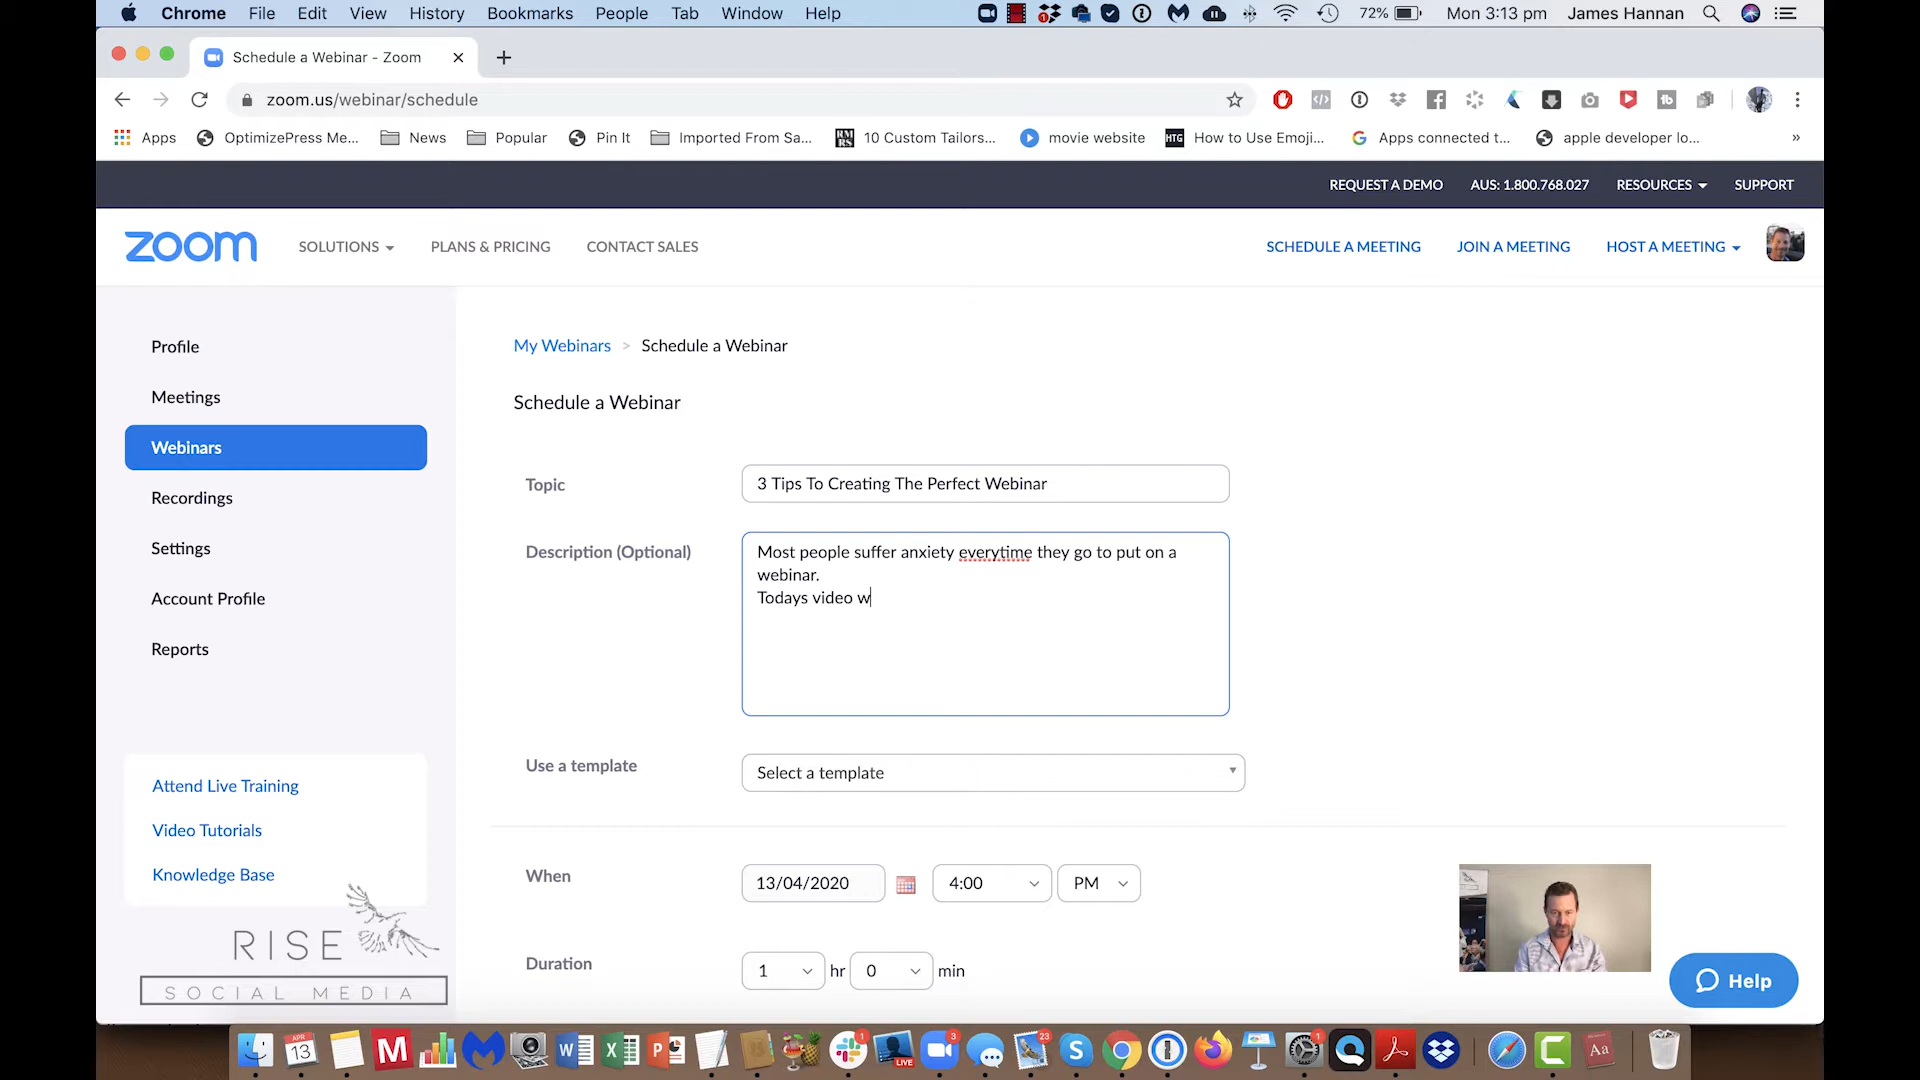 Chrome File Edit View History Bookmarks People Tab Window Help 72% Mon 3:13 pm James Hannan
Schedule a Webinar - Zoom
zoom.us/webinar/schedule
Apps OptimizePress Me... News Popular Pin It Imported From Sa... 10 Custom Tailors... movie website How to Use Emoji... Apps connected t... apple developer lo... »
REQUEST A DEMO AUS: 1.800.768.027 RESOURCES SUPPORT
zoom SOLUTIONS PLANS & PRICING CONTACT SALES SCHEDULE A MEETING JOIN A MEETING HOST A MEETING
Profile
Meetings
Webinars
Recordings
Settings
Account Profile
Reports
Attend Live Training
Video Tutorials
Knowledge Base
RISE
SOCIAL MEDIA
My Webinars > Schedule a Webinar
Schedule a Webinar
Topic 3 Tips To Creating The Perfect Webinar
Description (Optional) Most people suffer anxiety everytime they go to put on a
webinar.
Todays video w
Use a template Select a template
When 13/04/2020 4:00 PM
Duration 1 hr 0 min
Help